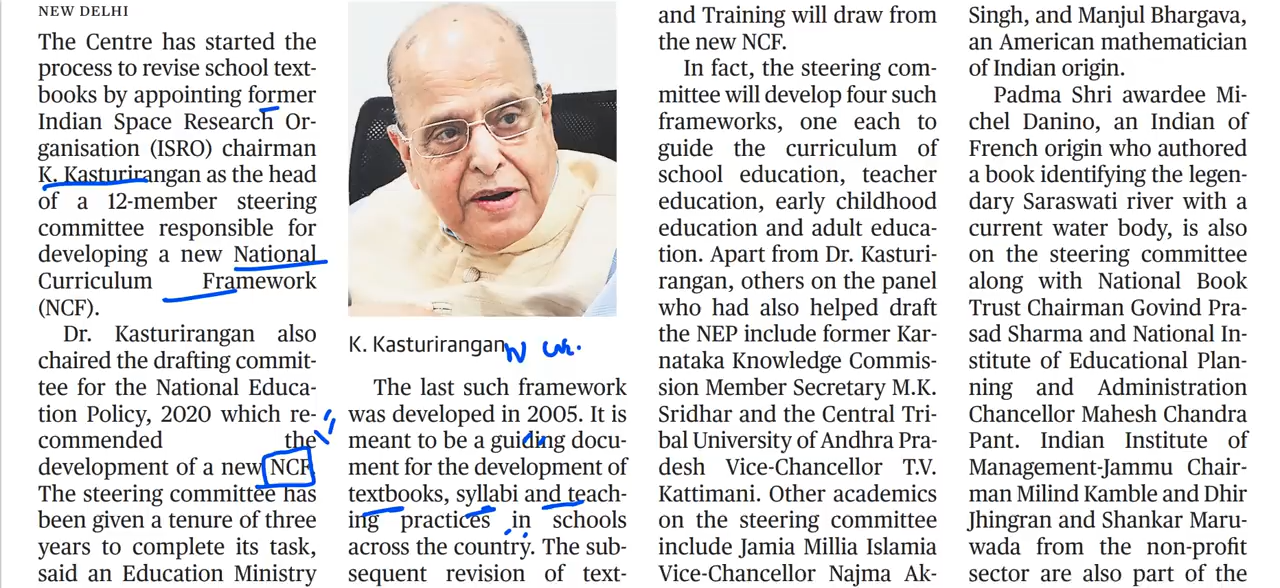 NEW DELHI
The Centre has started the
process to revise school text-
books by appointing former
Indian Space Research Or-
ganisation (ISRO) chairman
K. Kasturirangan as the head
of a 12-member steering
committee responsible for
developing a new National
Curriculum Framework
(NCF).
Dr. Kasturirangan also
chaired the drafting commit-
tee for the National Educa-
tion Policy, 2020 which re-
commended the
development of a new NCF.
The steering committee has
been given a tenure of three
years to complete its task,
said an Education Ministry
K. Kasturirangan
The last such framework
was developed in 2005. It is
meant to be a guiding docu-
ment for the development of
textbooks, syllabi and teach-
ing practices in schools
across the country. The sub-
sequent revision of text-
and Training will draw from
the new NCF.
In fact, the steering com-
mittee will develop four such
frameworks, one each to
guide the curriculum of
school education, teacher
education, early childhood
education and adult educa-
tion. Apart from Dr. Kasturi-
rangan, others on the panel
who had also helped draft
the NEP include former Kar-
nataka Knowledge Commis-
sion Member Secretary M.K.
Sridhar and the Central Tri-
bal University of Andhra Pra-
desh Vice-Chancellor T.V.
Kattimani. Other academics
on the steering committee
include Jamia Millia Islamia
Vice-Chancellor Najma Ak-
Singh, and Manjul Bhargava,
an American mathematician
of Indian origin.
Padma Shri awardee Mi-
chel Danino, an Indian of
French origin who authored
a book identifying the legen-
dary Saraswati river with a
current water body, is also
on the steering committee
along with National Book
Trust Chairman Govind Pra-
sad Sharma and National In-
stitute of Educational Plan-
ning and Administration
Chancellor Mahesh Chandra
Pant. Indian Institute of
Management-Jammu Chair-
man Milind Kamble and Dhir
Jhingran and Shankar Maru-
wada from the non-profit
sector are also part of the